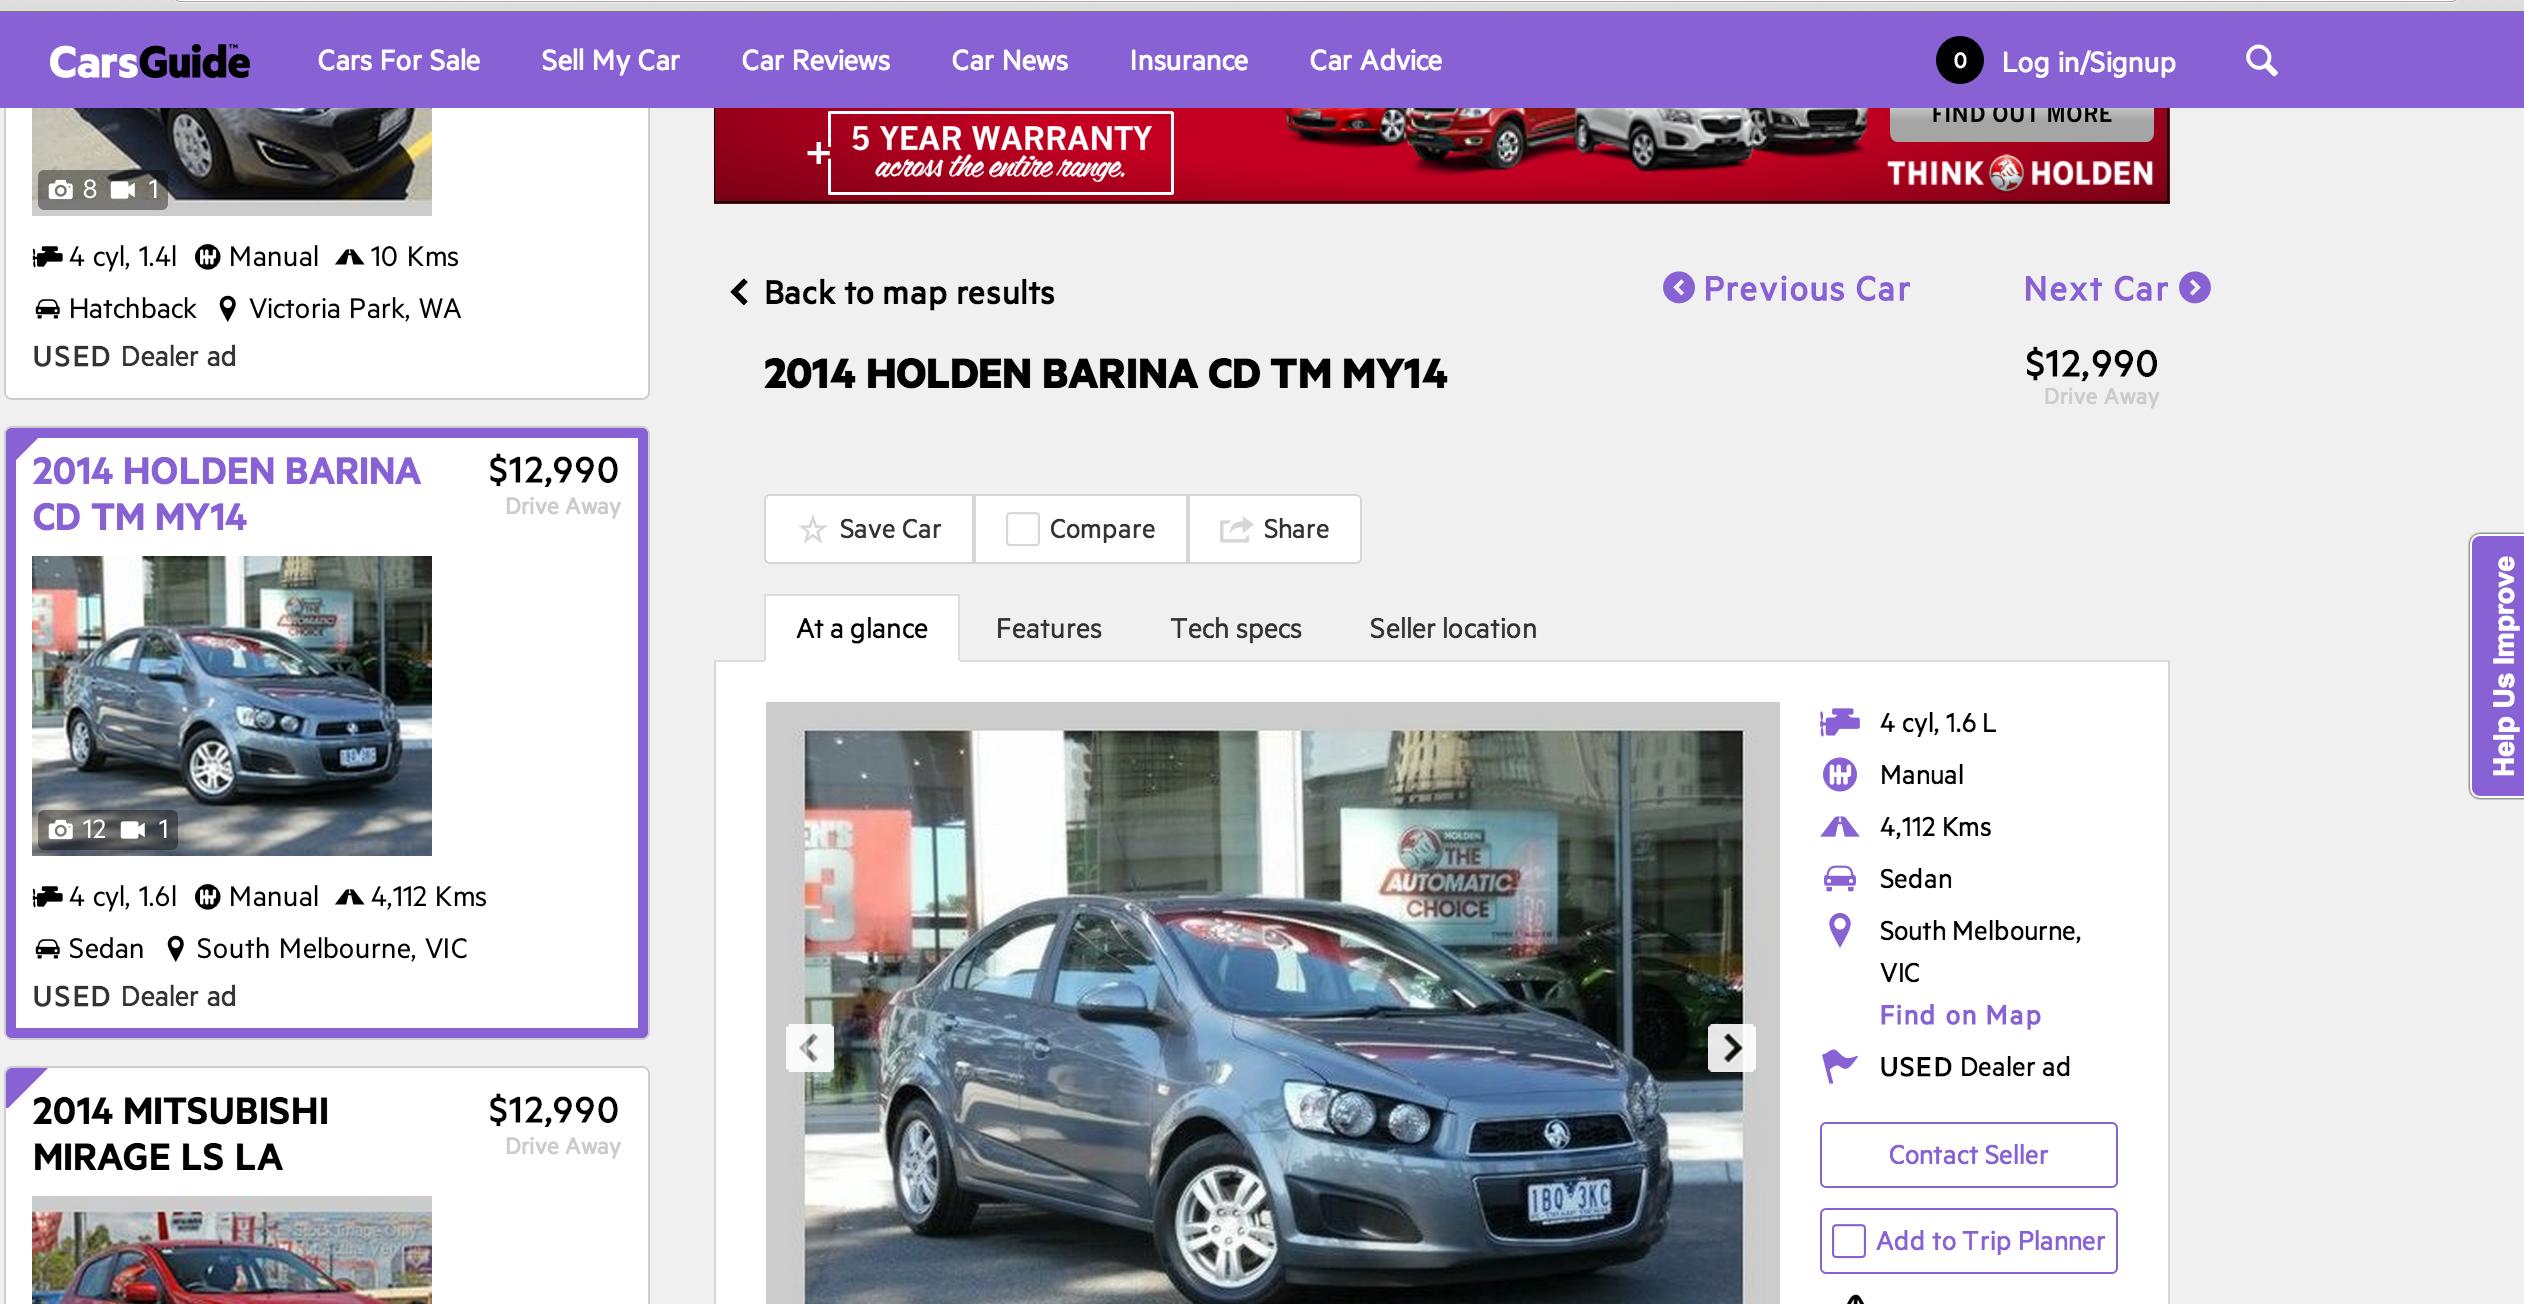 CarsGuide™
Cars For Sale
Sell My Car
Car Reviews
Car News
Insurance
Car Advice
0
Log in/Signup
8 1
4 cyl, 1.4l Manual 10 Kms
Hatchback Victoria Park, WA
USED Dealer ad
2014 HOLDEN BARINA
CD TM MY14
$12,990
Drive Away
THE
AUTOMATIC
CHOICE
12 1
4 cyl, 1.6l Manual 4,112 Kms
Sedan South Melbourne, VIC
USED Dealer ad
2014 MITSUBISHI
MIRAGE LS LA
$12,990
Drive Away
+ 5 YEAR WARRANTY
across the entire range.
FIND OUT MORE
THINK HOLDEN
Back to map results
Previous Car
Next Car
2014 HOLDEN BARINA CD TM MY14
$12,990
Drive Away
Save Car
Compare
Share
At a glance
Features
Tech specs
Seller location
HOLDEN
THE
AUTOMATIC
CHOICE
3
4 cyl, 1.6 L
Manual
4,112 Kms
Sedan
South Melbourne,
VIC
Find on Map
USED Dealer ad
Contact Seller
Add to Trip Planner
Help Us Improve